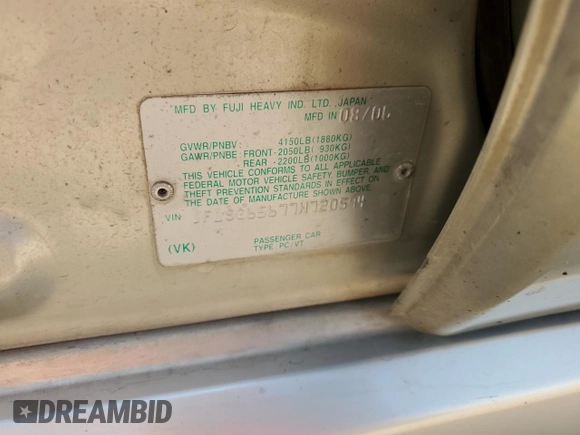 MFD BY FUJI HEAVY IND. LTD. JAPAN
MFD IN 08/06
GVWR/PNBV: 4150LB(1880KG)
GAWR/PNBE: FRONT-2050LB( 930KG)
REAR -2200LB(1000KG)
THIS VEHICLE CONFORMS TO ALL APPLICABLE
FEDERAL MOTOR VEHICLE SAFETY, BUMPER, AND
THEFT PREVENTION STANDARDS IN EFFECT ON
THE DATE OF MANUFACTURE SHOWN ABOVE.
VIN
(VK)
PASSENGER CAR
TYPE PC/VT
DREAMBID